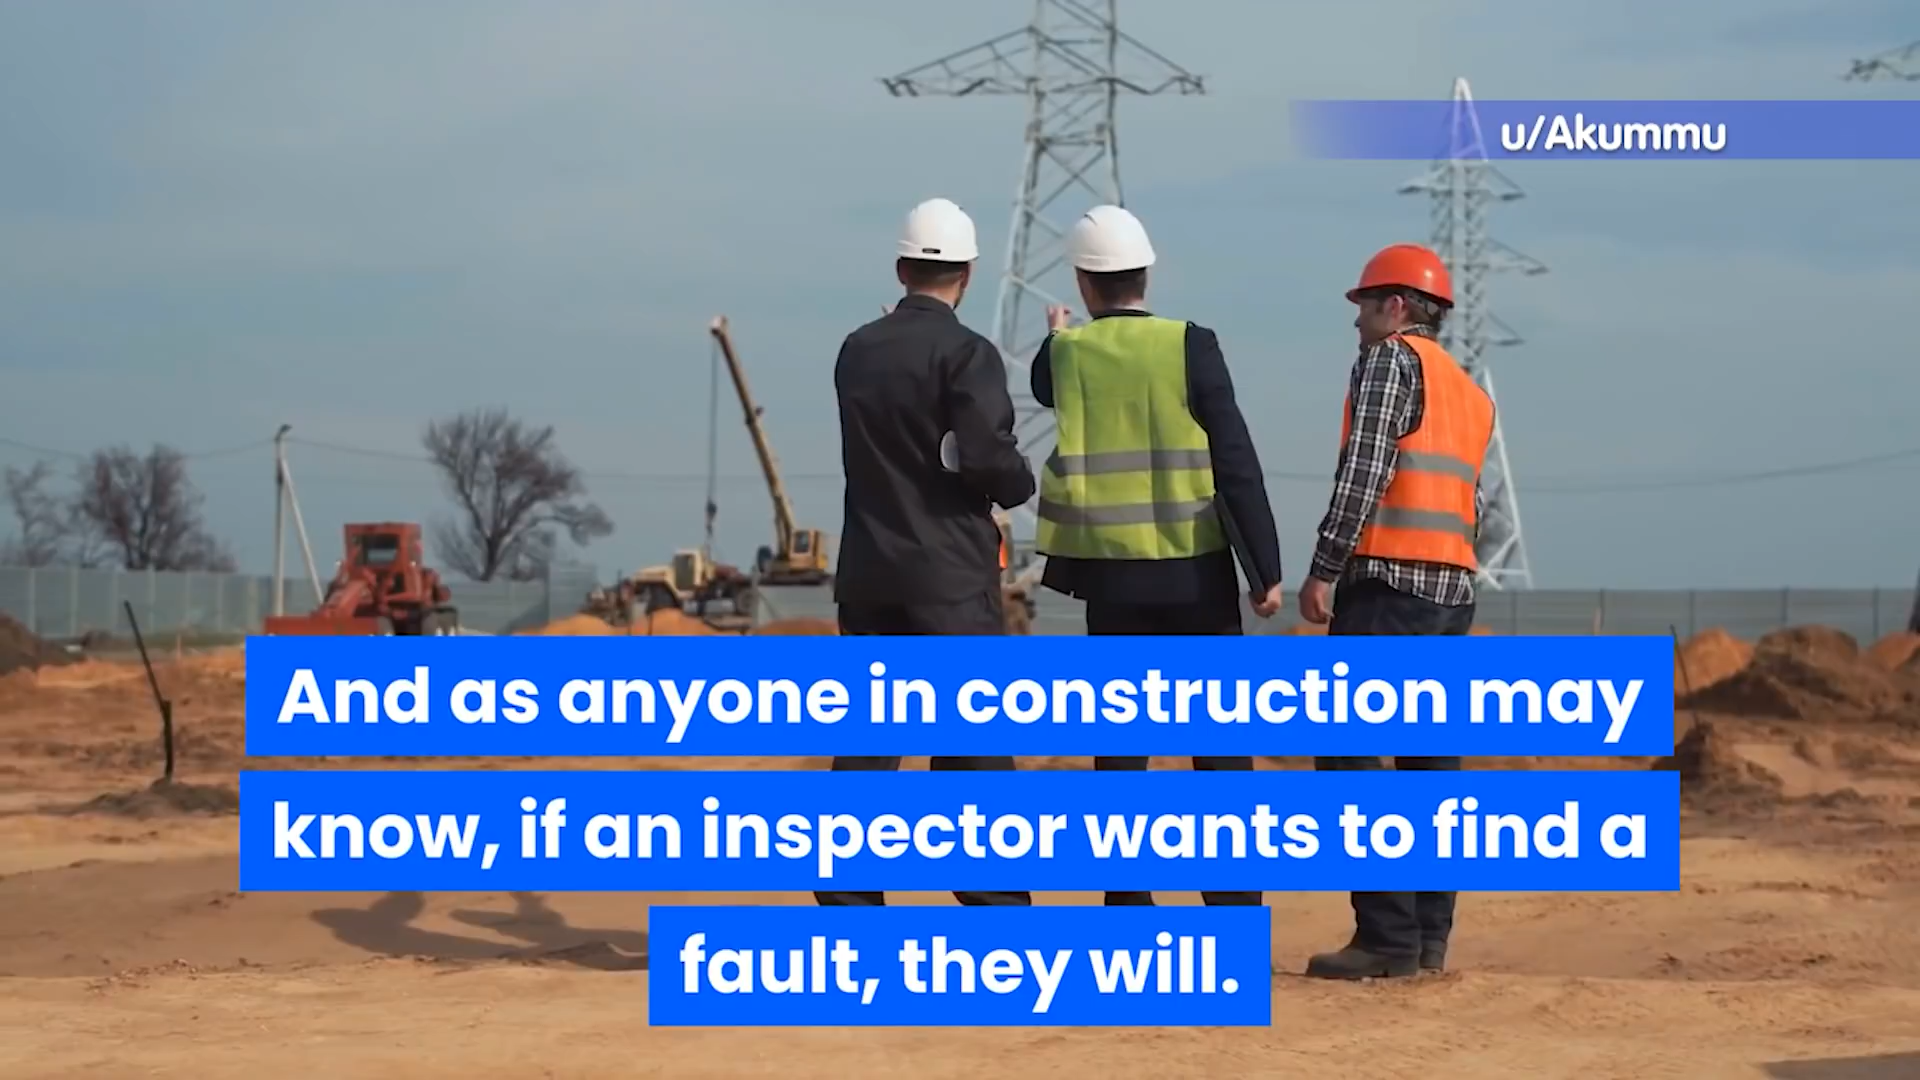 u/Akummu
And as anyone in construction may
know, if an inspector wants to find a
fault, they will.